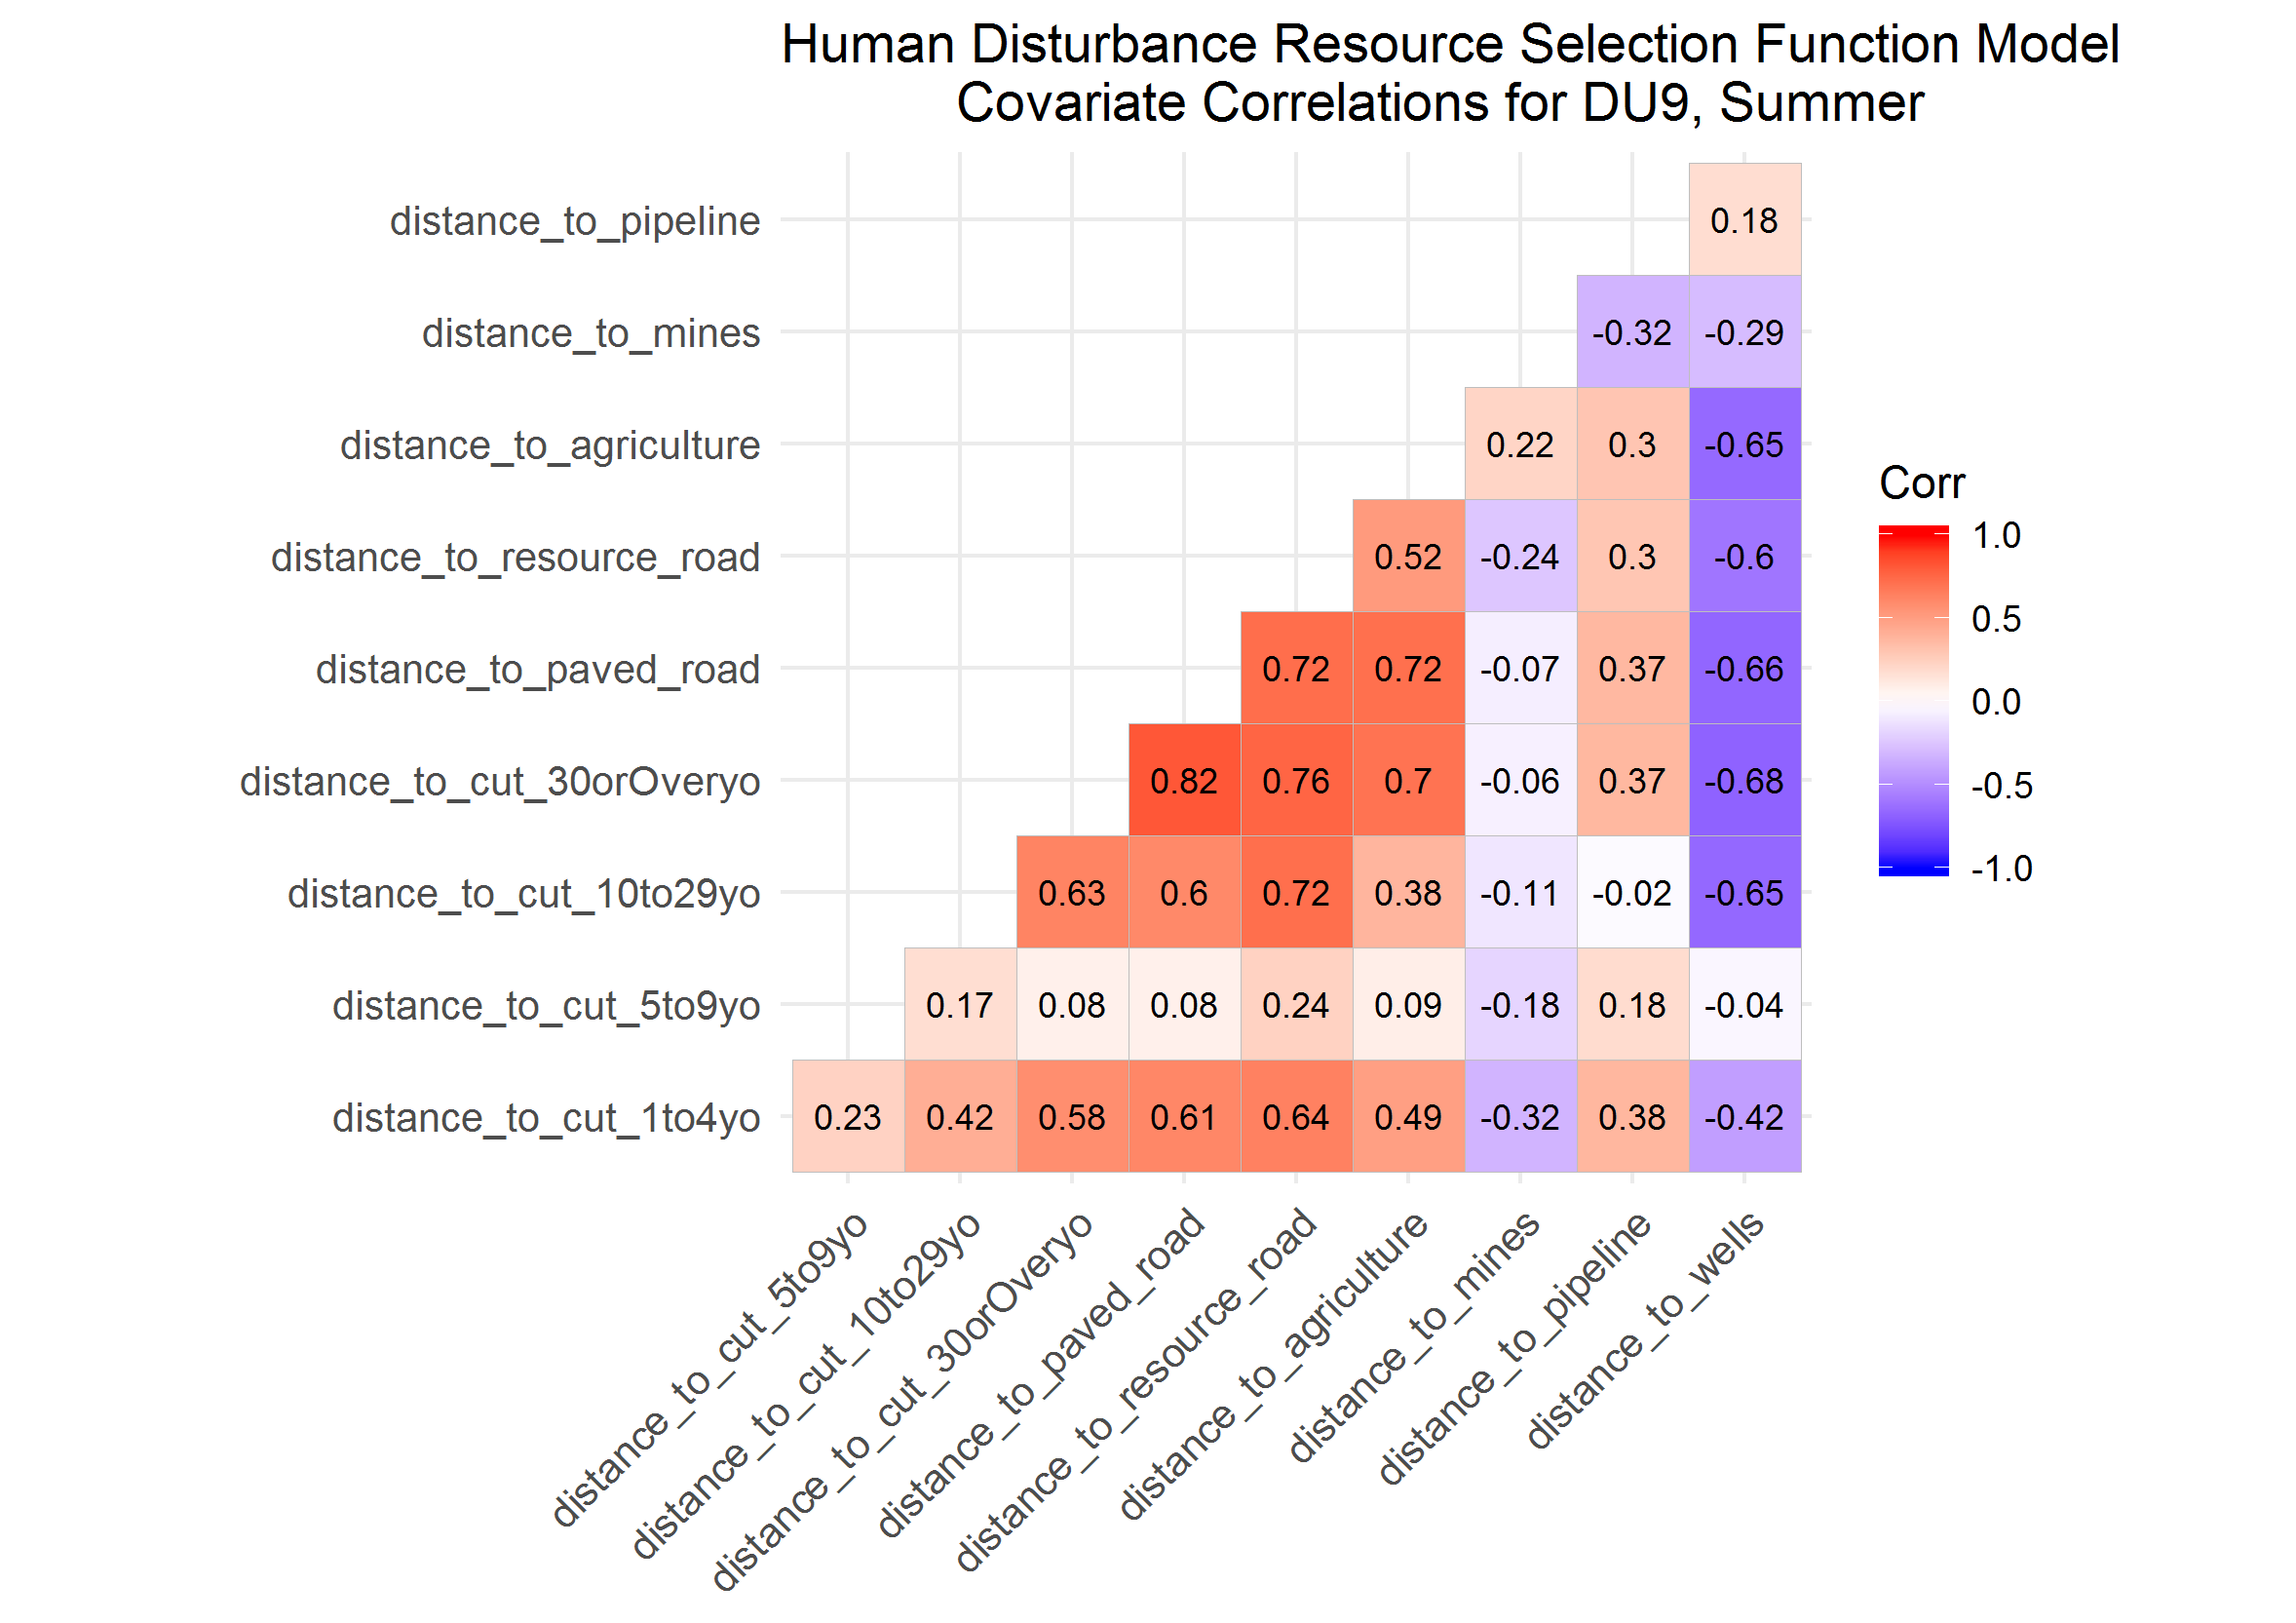 Human Disturbance Resource Selection Function Model
Covariate Correlations for DU9, Summer
distance_to_pipeline 0.18
distance_to_mines -0.32 -0.29
distance_to_agriculture 0.22 0.3 -0.65
distance_to_resource_road 0.52 -0.24 0.3 -0.6
distance_to_paved_road 0.72 0.72 -0.07 0.37 -0.66
distance_to_cut_30orOveryo 0.82 0.76 0.7 -0.06 0.37 -0.68
distance_to_cut_10to29yo 0.63 0.6 0.72 0.38 -0.11 -0.02 -0.65
distance_to_cut_5to9yo 0.17 0.08 0.08 0.24 0.09 -0.18 0.18 -0.04
distance_to_cut_1to4yo 0.23 0.42 0.58 0.61 0.64 0.49 -0.32 0.38 -0.42
distance_to_cut_5to9yo
distance_to_cut_10to29yo
distance_to_cut_30orOveryo
distance_to_paved_road
distance_to_resource_road
distance_to_agriculture
distance_to_mines
distance_to_pipeline
distance_to_wells
Corr
1.0
0.5
0.0
-0.5
-1.0